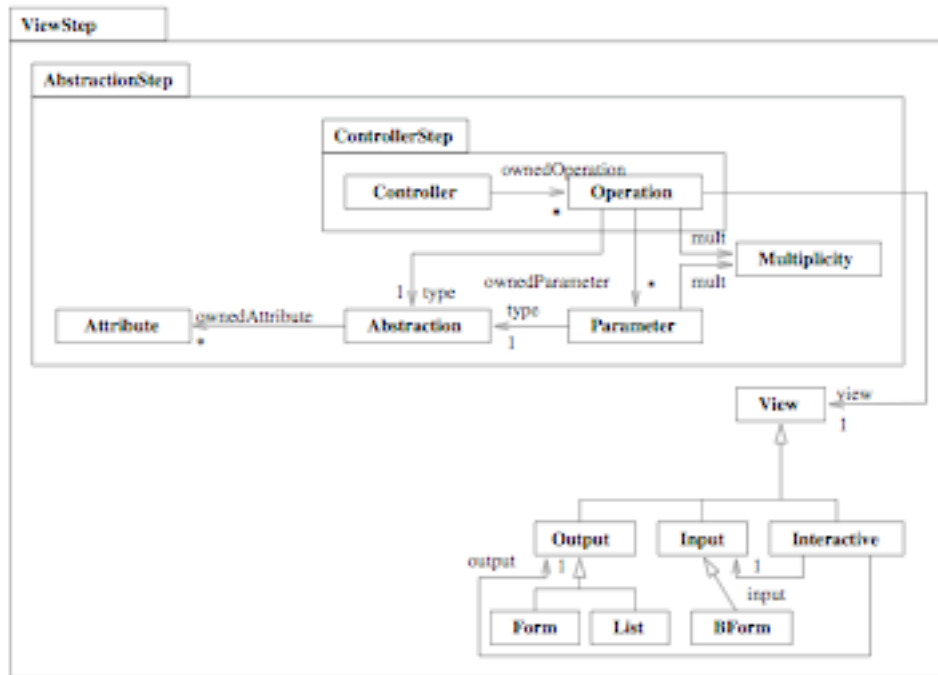 ViewStep
AbstractionStep
ControllerStep
ownedOperation
Controller
Operation
*
mult
Multiplicity
mult
ownedParameter
*
1 type
type
Attribute
ownedAttribute
*
Abstraction
1
Parameter
View
view
1
Output
Input
Interactive
output
1
1
input
Form
List
BForm